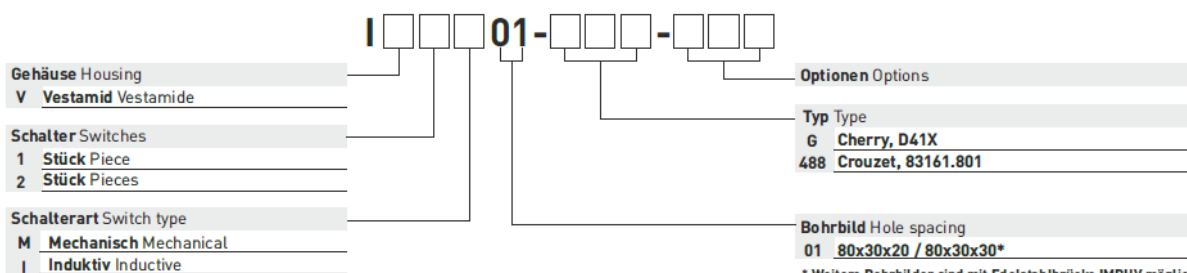 I 01- -
Gehäuse Housing
V Vestamid Vestamide
Schalter Switches
1 Stück Piece
2 Stück Pieces
Schalterart Switch type
M Mechanisch Mechanical
I Induktiv Inductive
Optionen Options
Typ Type
G Cherry, D41X
488 Crouzet, 83161.801
Bohrbild Hole spacing
01 80x30x20 / 80x30x30*